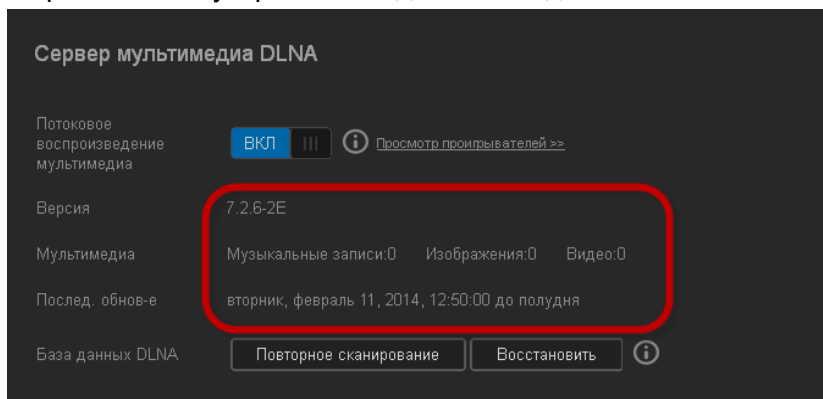 Сервер мультимедиа DLNA
Потоковое
воспроизведение
мультимедиа
ВКЛ
Просмотр проигрывателей >>
Версия
7.2.6-2E
Мультимедиа
Музыкальные записи:0 Изображения:0 Видео:0
Послед. обнов-е
вторник, февраль 11, 2014, 12:50:00 до полудня
База данных DLNA
Повторное сканирование
Восстановить